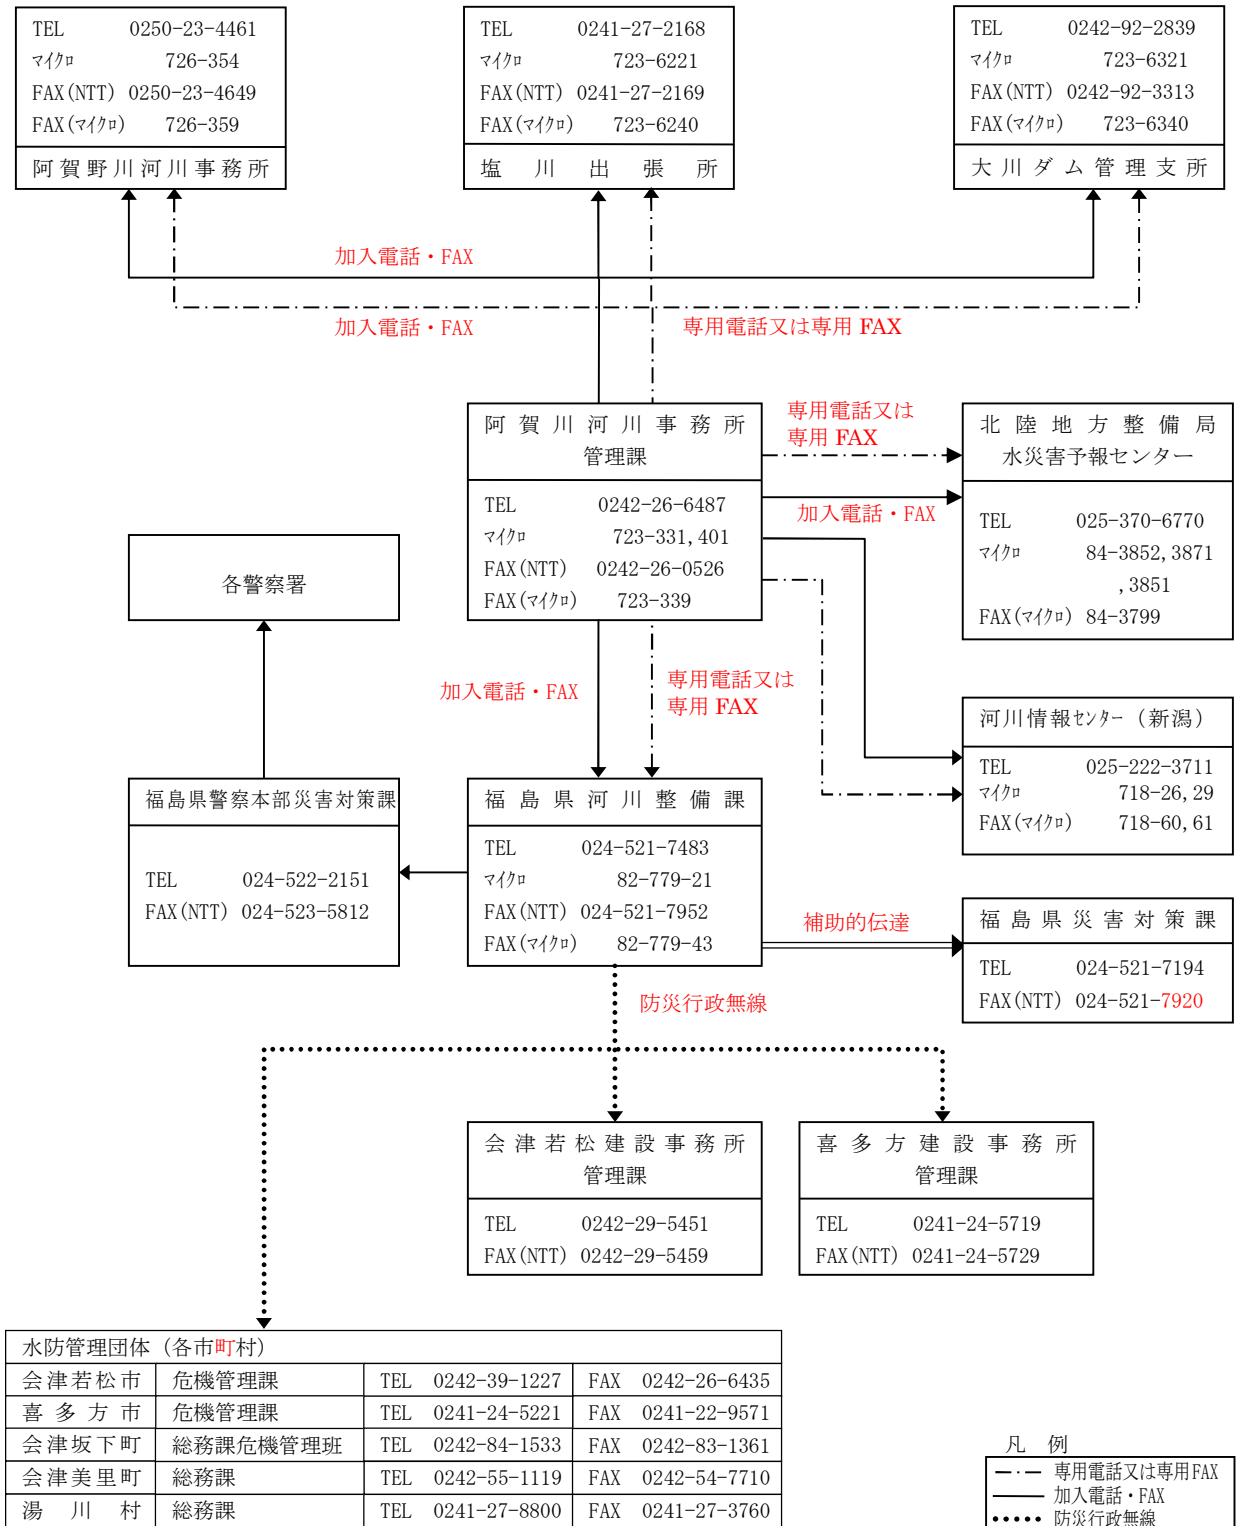 TEL 0250-23-4461
ﾏｲｸﾛ 726-354
FAX(NTT) 0250-23-4649
FAX(ﾏｲｸﾛ) 726-359
阿賀野川河川事務所
TEL 0241-27-2168
ﾏｲｸﾛ 723-6221
FAX(NTT) 0241-27-2169
FAX(ﾏｲｸﾛ) 723-6240
塩川出張所
TEL 0242-92-2839
ﾏｲｸﾛ 723-6321
FAX(NTT) 0242-92-3313
FAX(ﾏｲｸﾛ) 723-6340
大川ダム管理支所
加入電話・FAX
加入電話・FAX
専用電話又は専用 FAX
阿賀川河川事務所
管理課
TEL 0242-26-6487
ﾏｲｸﾛ 723-331,401
FAX(NTT) 0242-26-0526
FAX(ﾏｲｸﾛ) 723-339
専用電話又は
専用 FAX
加入電話・FAX
北陸地方整備局
水災害予報センター
TEL 025-370-6770
ﾏｲｸﾛ 84-3852,3871
,3851
FAX(ﾏｲｸﾛ) 84-3799
各警察署
加入電話・FAX
専用電話又は
専用 FAX
河川情報ｾﾝﾀｰ（新潟）
TEL 025-222-3711
ﾏｲｸﾛ 718-26,29
FAX(ﾏｲｸﾛ) 718-60,61
福島県警察本部災害対策課
TEL 024-522-2151
FAX(NTT) 024-523-5812
福島県河川整備課
TEL 024-521-7483
ﾏｲｸﾛ 82-779-21
FAX(NTT) 024-521-7952
FAX(ﾏｲｸﾛ) 82-779-43
補助的伝達
福島県災害対策課
TEL 024-521-7194
FAX(NTT) 024-521-7920
防災行政無線
会津若松建設事務所
管理課
TEL 0242-29-5451
FAX(NTT) 0242-29-5459
喜多方建設事務所
管理課
TEL 0241-24-5719
FAX(NTT) 0241-24-5729
水防管理団体（各市町村）
会津若松市 危機管理課 TEL 0242-39-1227 FAX 0242-26-6435
喜多方市 危機管理課 TEL 0241-24-5221 FAX 0241-22-9571
会津坂下町 総務課危機管理班 TEL 0242-84-1533 FAX 0242-83-1361
会津美里町 総務課 TEL 0242-55-1119 FAX 0242-54-7710
湯川村 総務課 TEL 0241-27-8800 FAX 0241-27-3760
凡例
専用電話又は専用FAX
加入電話・FAX
防災行政無線